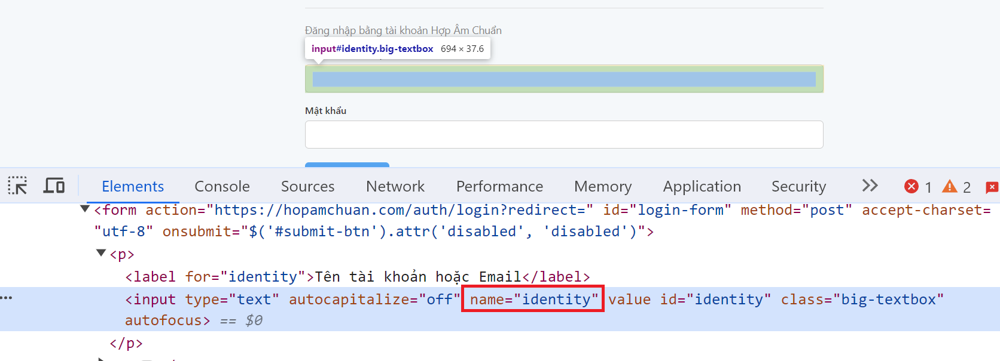 Đăng nhập bằng tài khoản Hợp Âm Chuẩn
input#identity.big-textbox 694 × 37.6
Mật khẩu
Elements Console Sources Network Performance Memory Application Security 1 2
<form action="https://hopamchuan.com/auth/login?redirect=" id="login-form" method="post" accept-charset=
"utf-8" onsubmit="$('#submit-btn').attr('disabled', 'disabled')">
<p>
<label for="identity">Tên tài khoản hoặc Email</label>
<input type="text" autocapitalize="off" name="identity" value id="identity" class="big-textbox"
autofocus> == $0
</p>